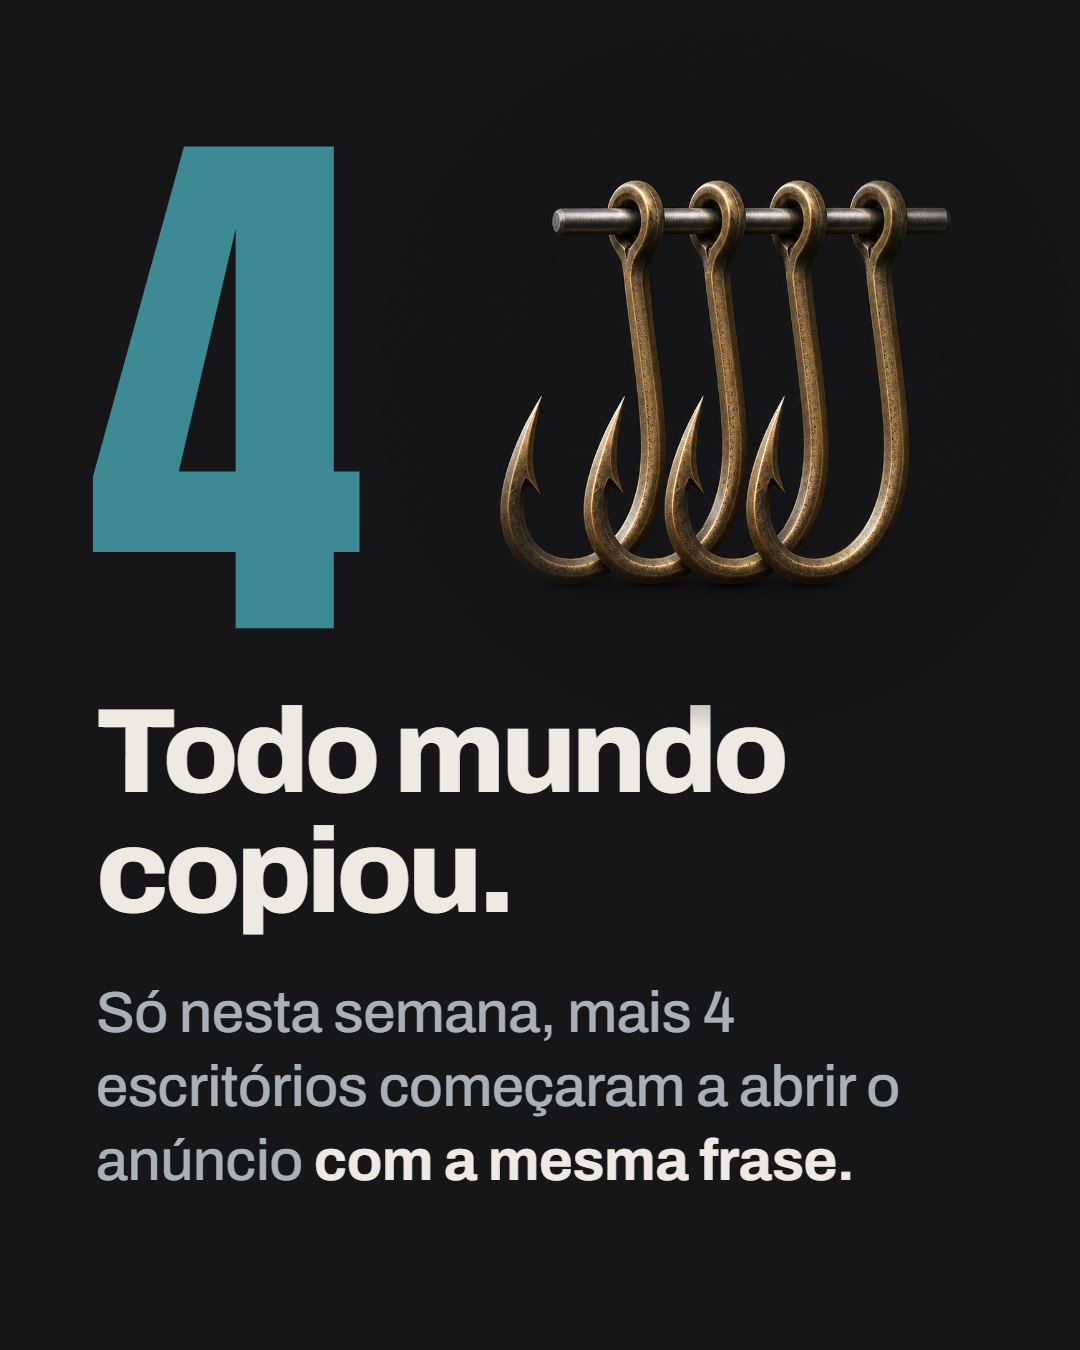 4
Todo mundo
copiou.
Só nesta semana, mais 4
escritórios começaram a abrir o
anúncio com a mesma frase.